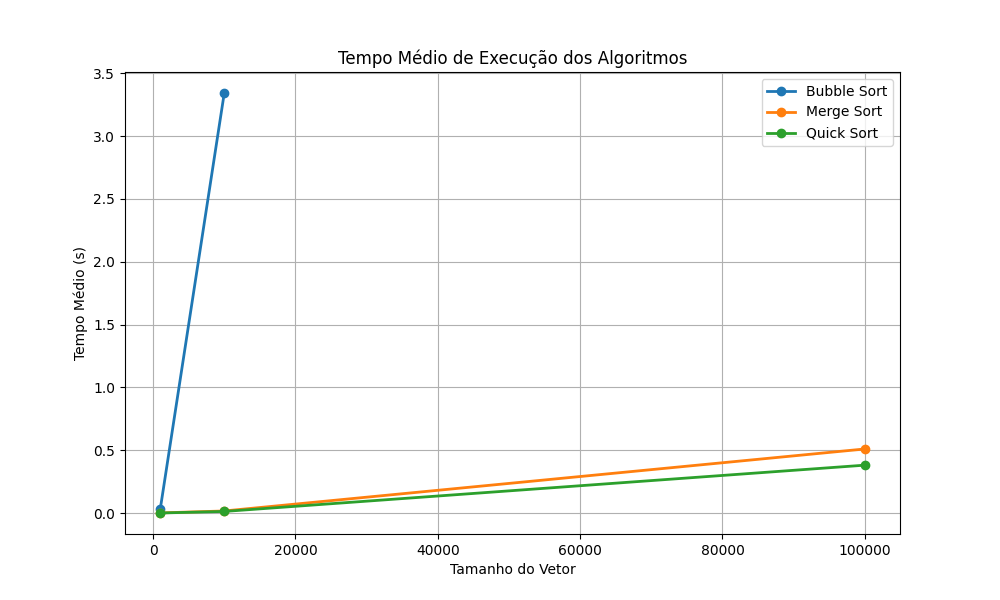 Tempo Médio de Execução dos Algoritmos
Bubble Sort
Merge Sort
Quick Sort
Tempo Médio (s)
3.5
3.0
2.5
2.0
1.5
1.0
0.5
0.0
0
20000
40000
60000
80000
100000
Tamanho do Vetor